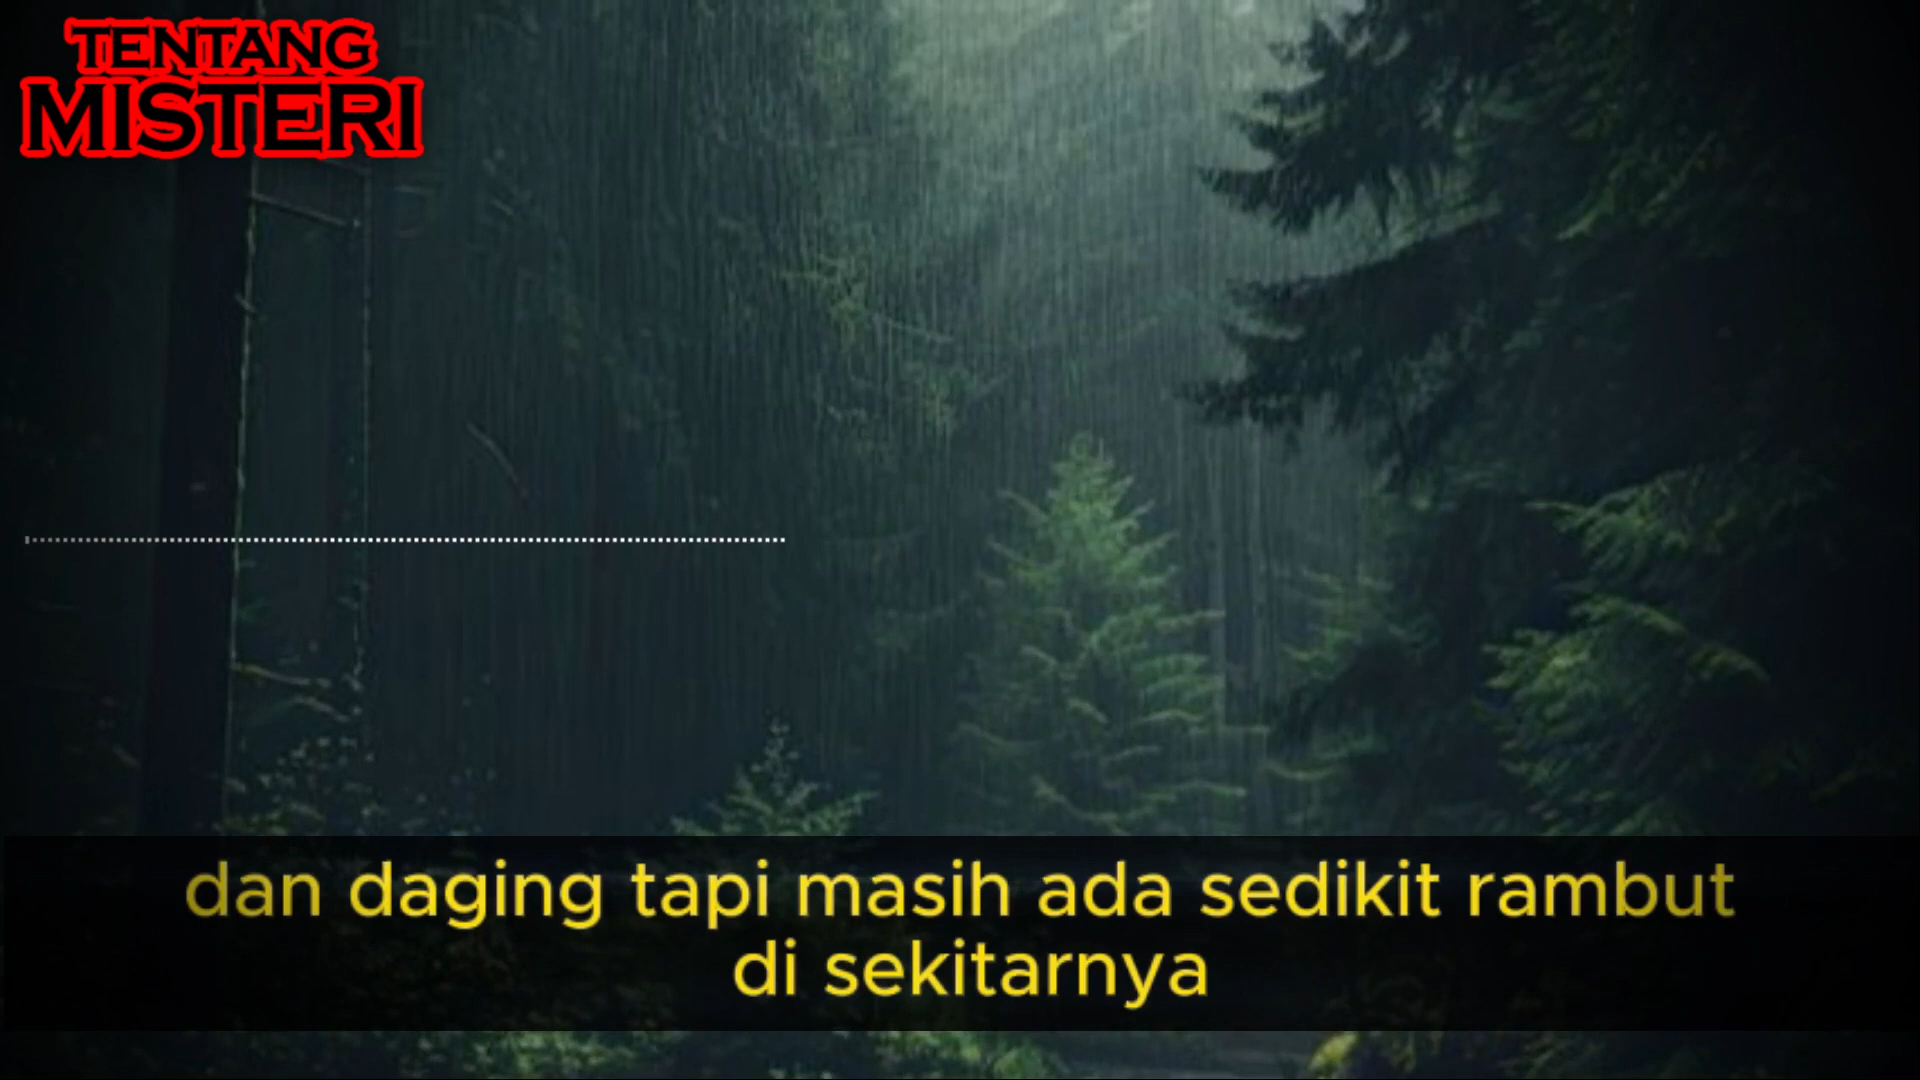 TENTANG
MISTERI
dan daging tapi masih ada sedikit rambut
di sekitarnya